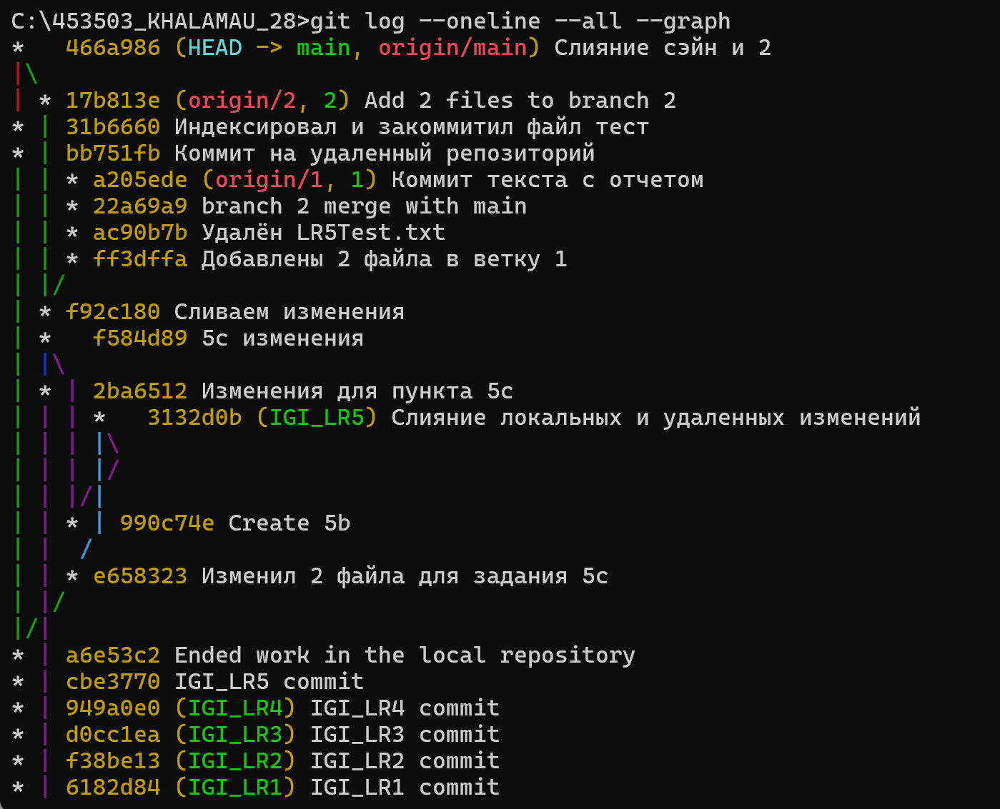 C:\453503_KHALAMAU_28>git log --oneline --all --graph
*   466a986 (HEAD -> main, origin/main) Слияние сэйн и 2
|\
| * 17b813e (origin/2, 2) Add 2 files to branch 2
* | 31b6660 Индексировал и закоммитил файл тест
* | bb751fb Коммит на удаленный репозиторий
| | * a205ede (origin/1, 1) Коммит текста с отчетом
| | * 22a69a9 branch 2 merge with main
| | * ac90b7b Удалён LR5Test.txt
| | * ff3dffa Добавлены 2 файла в ветку 1
| |/
| * f92c180 Сливаем изменения
| *   f584d89 5c изменения
| |\
| * | 2ba6512 Изменения для пункта 5c
| | | *   3132d0b (IGI_LR5) Слияние локальных и удаленных изменений
| | | |\
| | | |/
| | |/|
| | * | 990c74e Create 5b
| |  /
| | * e658323 Изменил 2 файла для задания 5c
| |/
|/|
* | a6e53c2 Ended work in the local repository
* | cbe3770 IGI_LR5 commit
* | 949a0e0 (IGI_LR4) IGI_LR4 commit
* | d0cc1ea (IGI_LR3) IGI_LR3 commit
* | f38be13 (IGI_LR2) IGI_LR2 commit
* | 6182d84 (IGI_LR1) IGI_LR1 commit